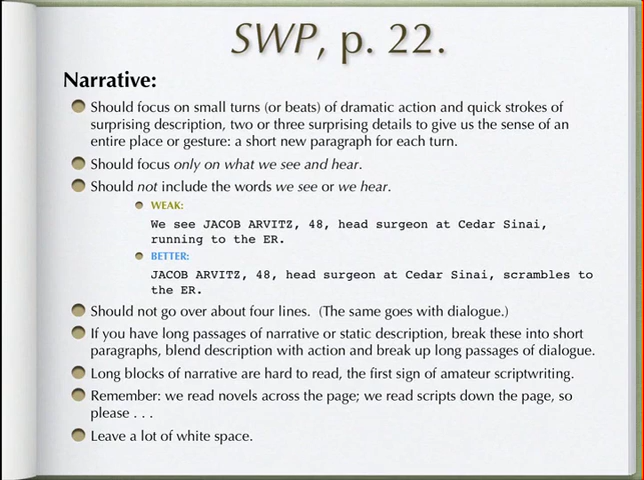 SWP, p. 22.
Narrative:
Should focus on small turns (or beats) of dramatic action and quick strokes of
surprising description, two or three surprising details to give us the sense of an
entire place or gesture: a short new paragraph for each turn.
Should focus only on what we see and hear.
Should not include the words we see or we hear.
WEAK:
We see JACOB ARVITZ, 48, head surgeon at Cedar Sinai,
running to the ER.
BETTER:
JACOB ARVITZ, 48, head surgeon at Cedar Sinai, scrambles to
the ER.
Should not go over about four lines. (The same goes with dialogue.)
If you have long passages of narrative or static description, break these into short
paragraphs, blend description with action and break up long passages of dialogue.
Long blocks of narrative are hard to read, the first sign of amateur scriptwriting.
Remember: we read novels across the page; we read scripts down the page, so
please . . .
Leave a lot of white space.